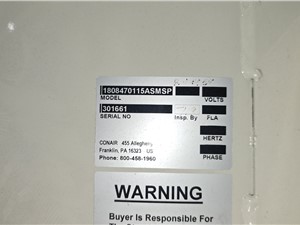 1808470115ASMSP
MODEL VOLTS
301661
SERIAL NO Insp. By FLA
CONAIR 455 Allegheny
Franklin, PA 16323 US HERTZ
Phone: 800-458-1960
PHASE
WARNING
Buyer Is Responsible For